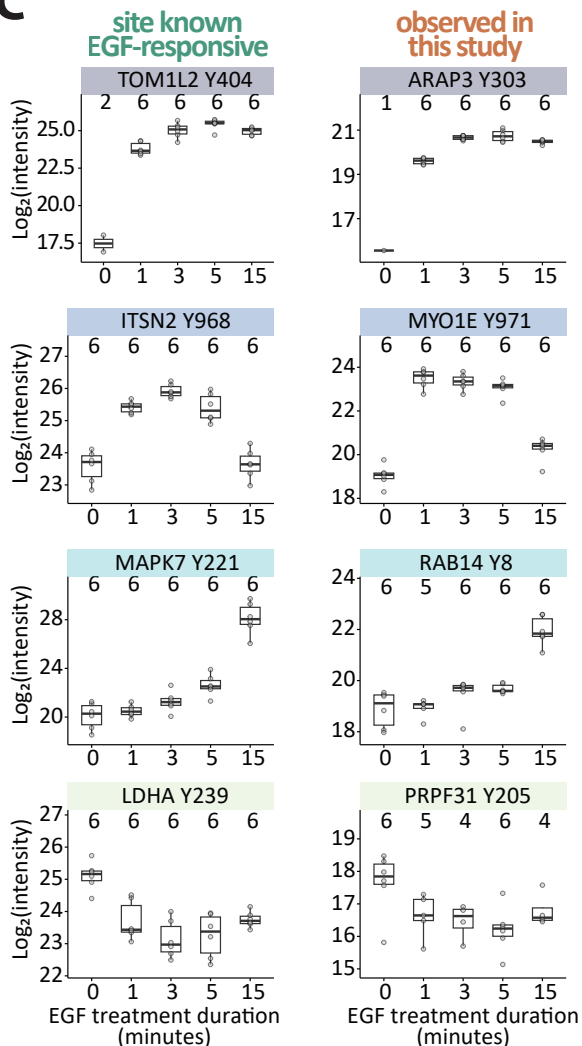 C
site known
EGF-responsive
observed in
this study
TOM1L2 Y404
2 6 6 6 6
25.0
22.5
20.0
17.5
0 1 3 5 15
Log₂(intensity)
ARAP3 Y303
1 6 6 6 6
21
19
17
0 1 3 5 15
ITSN2 Y968
6 6 6 6 6
27
26
25
24
23
0 1 3 5 15
Log₂(intensity)
MYO1E Y971
6 6 6 6 6
24
22
20
18
0 1 3 5 15
MAPK7 Y221
6 6 6 6 6
28
24
22
20
0 1 3 5 15
Log₂(intensity)
RAB14 Y8
6 5 6 6 6
24
22
20
19
18
0 1 3 5 15
LDHA Y239
6 6 6 6 6
27
25
24
23
22
0 1 3 5 15
Log₂(intensity)
EGF treatment duration
(minutes)
PRPF31 Y205
6 5 4 6 4
19
18
17
16
15
0 1 3 5 15
EGF treatment duration
(minutes)